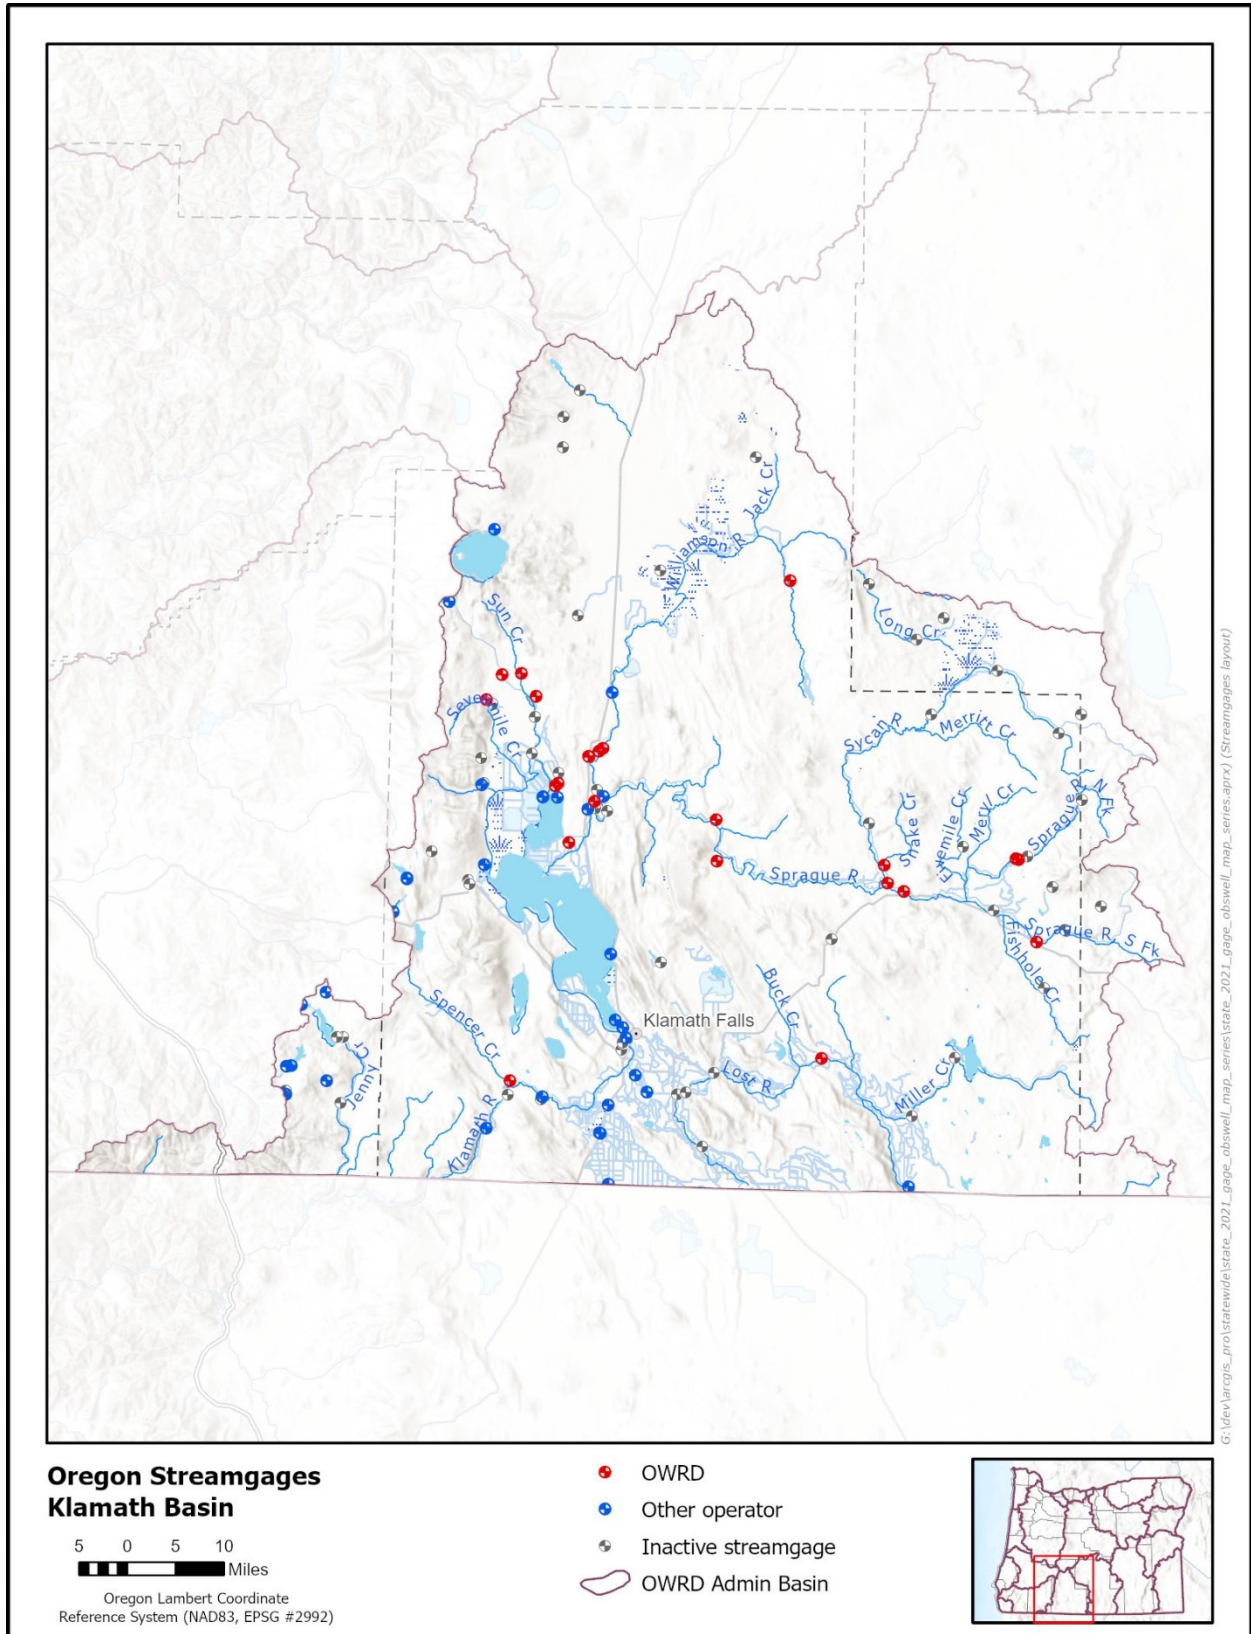 Jack Cr
Williamson R
Sun Cr
Long Cr
Sevenmile Cr
Sycan R
Merritt Cr
Snake Cr
Fivemile Cr
Meryl Cr
Sprague R
N Fk
Sprague R
Sprague R S Fk
Fishhole Cr
Buck Cr
Spencer Cr
Klamath Falls
Jenny Cr
Lost R
Miller Cr
Klamath R
G:\dev\arcgis_pro\statewide\state_2021_gage_obswell_map_series\state_2021_gage_obswell_map_series.aprx) (Streamgages layout)
Oregon Streamgages
Klamath Basin
5 0 5 10
Miles
Oregon Lambert Coordinate
Reference System (NAD83, EPSG #2992)
OWRD
Other operator
Inactive streamgage
OWRD Admin Basin